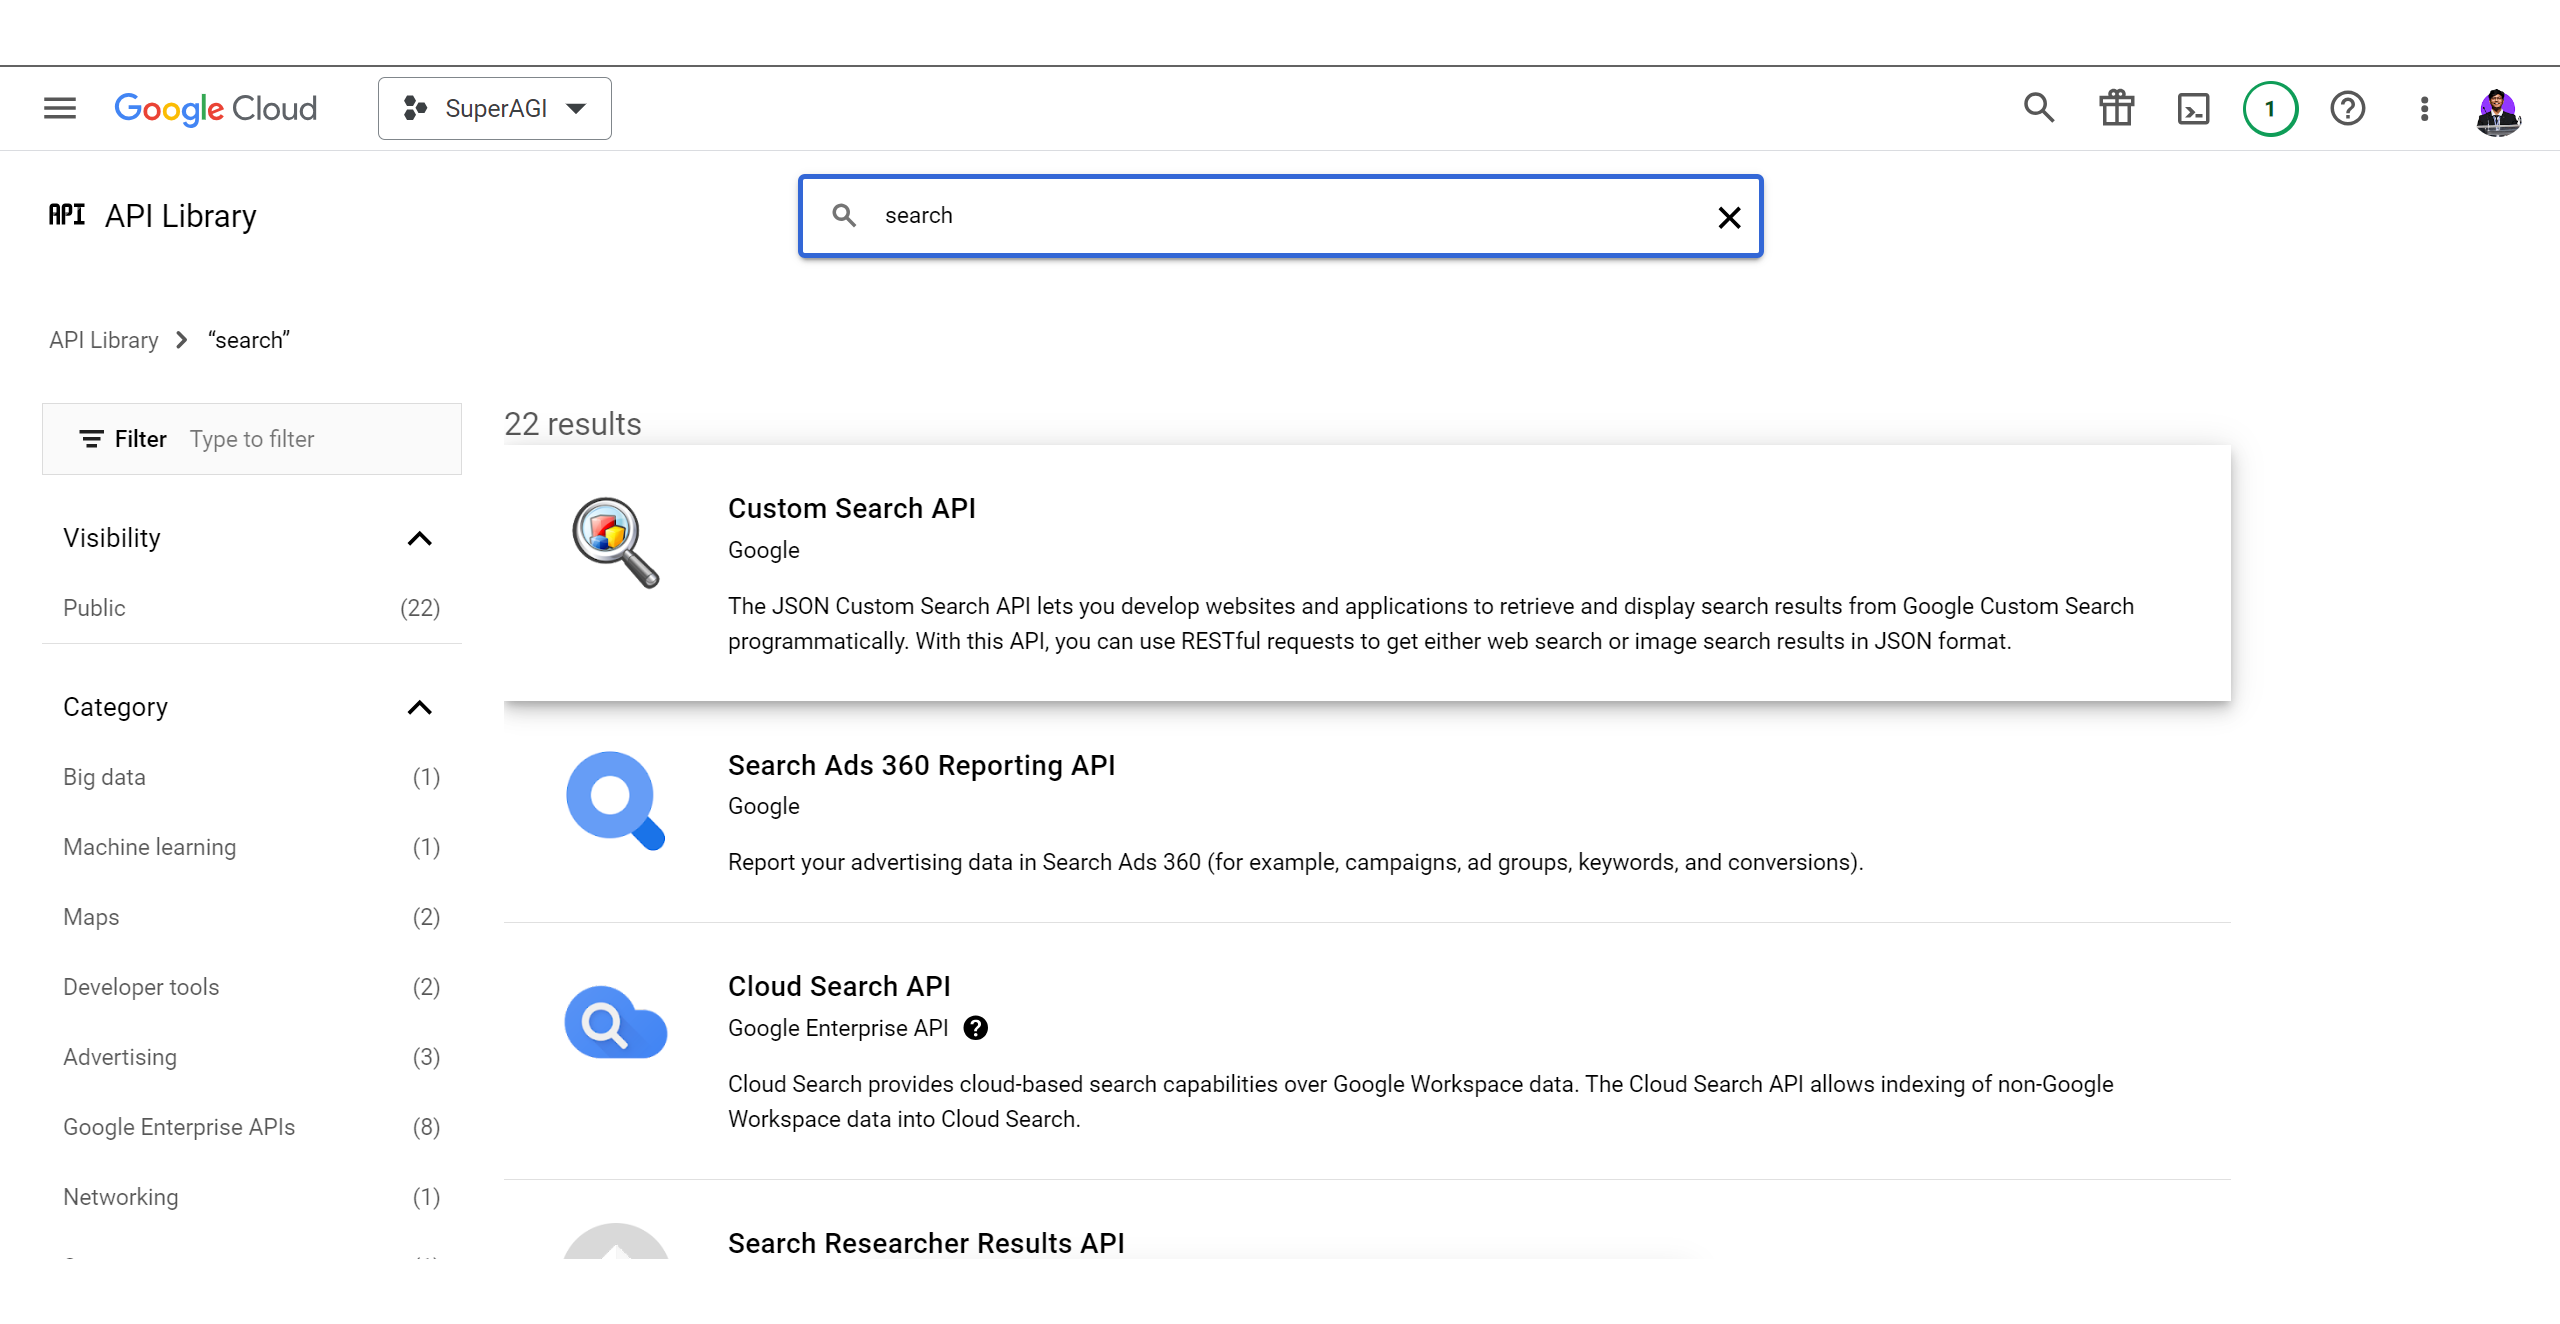 Google Cloud
SuperAGI
1
API API Library
search
API Library
“search”
Filter Type to filter
Visibility
Public (22)
Category
Big data (1)
Machine learning (1)
Maps (2)
Developer tools (2)
Advertising (3)
Google Enterprise APIs (8)
Networking (1)
22 results
Custom Search API
Google
The JSON Custom Search API lets you develop websites and applications to retrieve and display search results from Google Custom Search
programmatically. With this API, you can use RESTful requests to get either web search or image search results in JSON format.
Search Ads 360 Reporting API
Google
Report your advertising data in Search Ads 360 (for example, campaigns, ad groups, keywords, and conversions).
Cloud Search API
Google Enterprise API
Cloud Search provides cloud-based search capabilities over Google Workspace data. The Cloud Search API allows indexing of non-Google
Workspace data into Cloud Search.
Search Researcher Results API